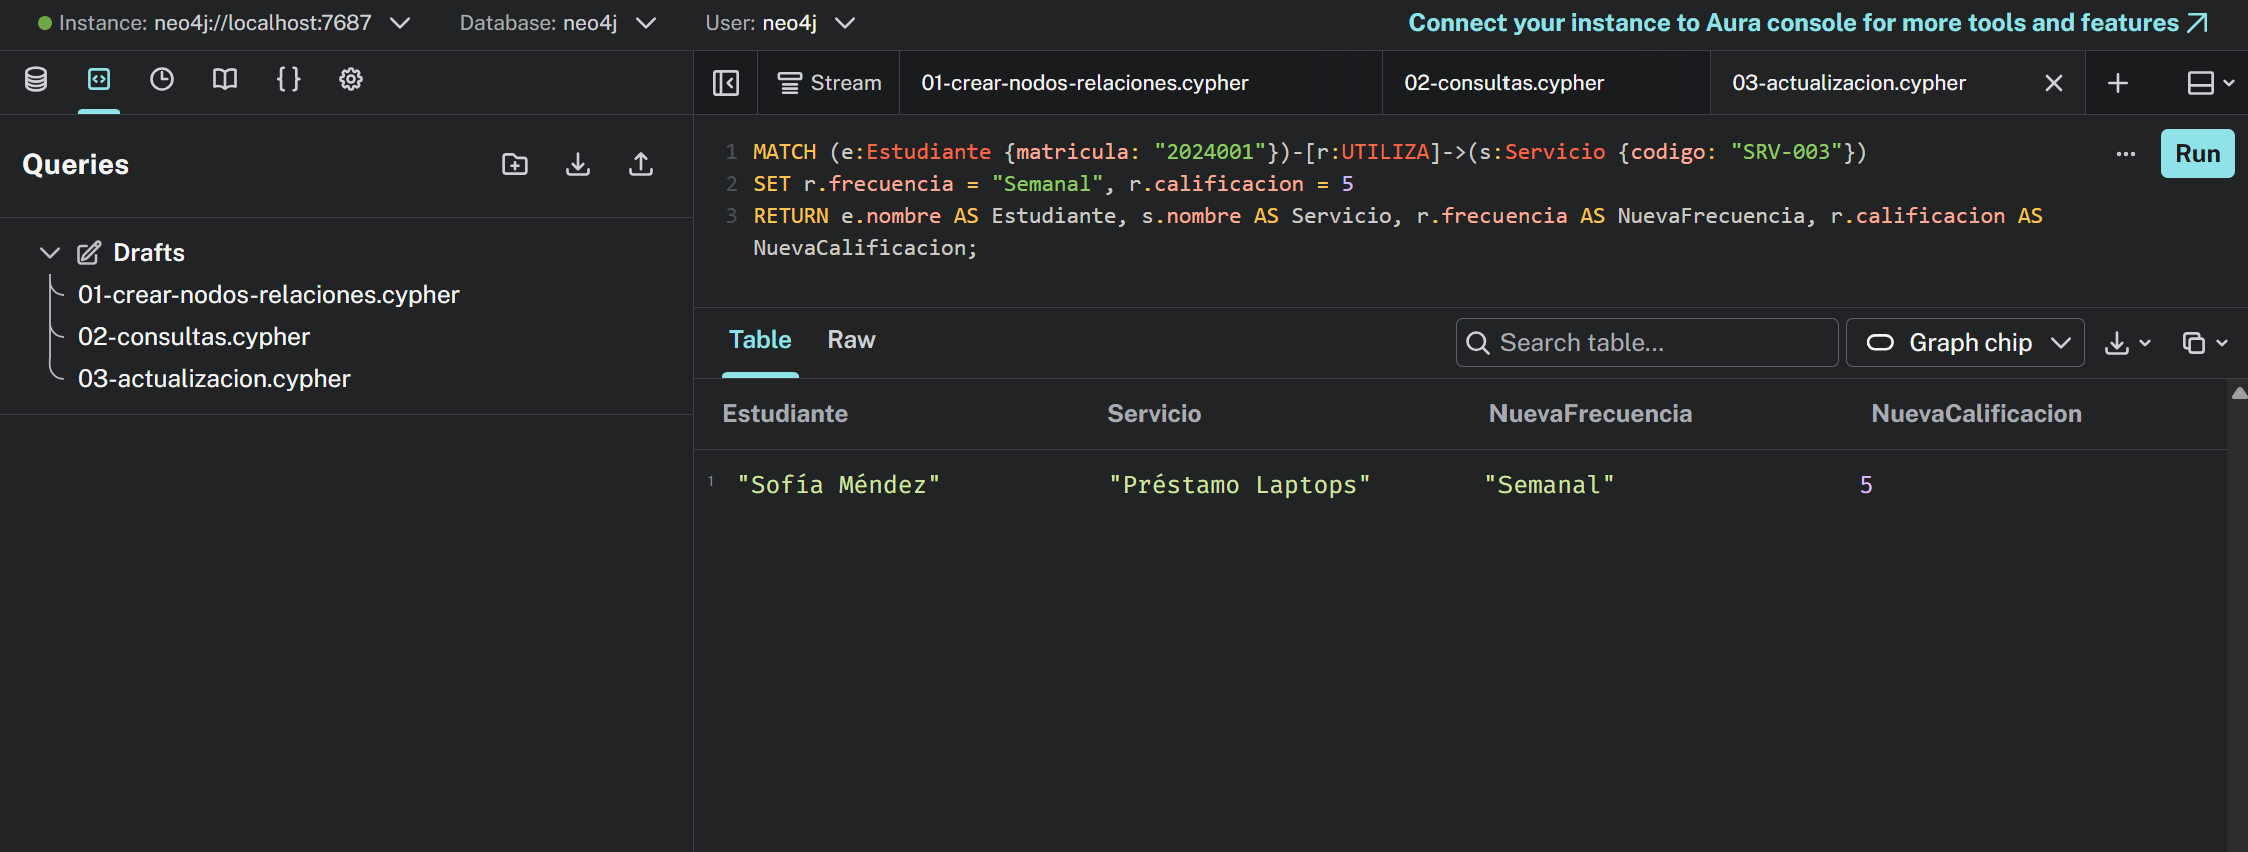 Instance: neo4j://localhost:7687 Database: neo4j User: neo4j Connect your instance to Aura console for more tools and features
Stream 01-crear-nodos-relaciones.cypher 02-consultas.cypher 03-actualizacion.cypher
Queries
Drafts
01-crear-nodos-relaciones.cypher
02-consultas.cypher
03-actualizacion.cypher
1 MATCH (e:Estudiante {matricula: "2024001"})-[r:UTILIZA]->(s:Servicio {codigo: "SRV-003"})
Run
2 SET r.frecuencia = "Semanal", r.calificacion = 5
3 RETURN e.nombre AS Estudiante, s.nombre AS Servicio, r.frecuencia AS NuevaFrecuencia, r.calificacion AS
NuevaCalificacion;
Table Raw Search table... Graph chip
Estudiante Servicio NuevaFrecuencia NuevaCalificacion
1 "Sofía Méndez" "Préstamo Laptops" "Semanal" 5